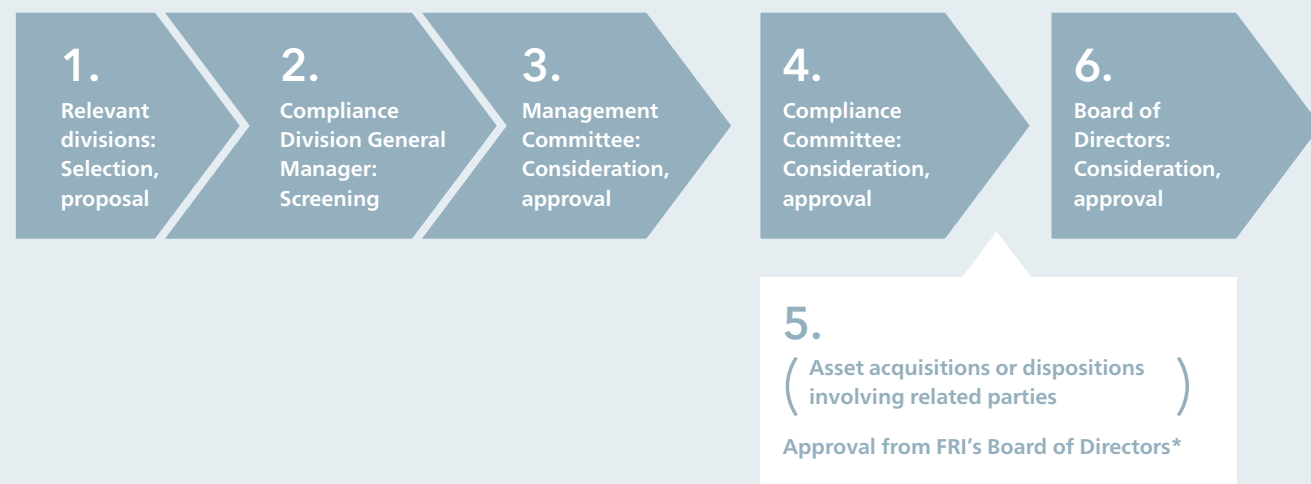 1.
Relevant
divisions:
Selection,
proposal
2.
Compliance
Division General
Manager:
Screening
3.
Management
Committee:
Consideration,
approval
4.
Compliance
Committee:
Consideration,
approval
5.
(Asset acquisitions or dispositions
involving related parties)
Approval from FRI’s Board of Directors*
6.
Board of
Directors:
Consideration,
approval